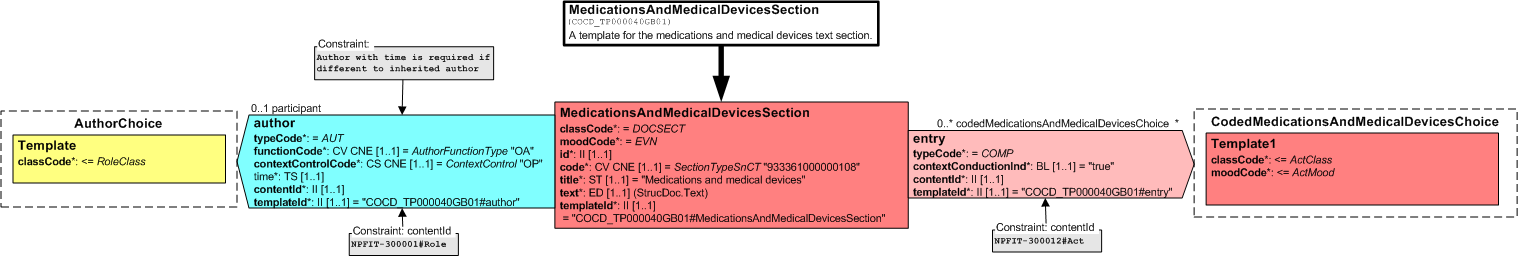 MedicationsAndMedicalDevicesSection
(COCD_TP000040GB01)
A template for the medications and medical devices text section.
Constraint:
Author with time is required if
different to inherited author
0..1 participant
AuthorChoice
Template
classCode*: <= RoleClass
author
typeCode*: = AUT
functionCode*: CV CNE [1..1] = AuthorFunctionType "OA"
contextControlCode*: CS CNE [1..1] = ContextControl "OP"
time*: TS [1..1]
contentId*: II [1..1]
templateId*: II [1..1] = "COCD_TP000040GB01#author"
Constraint: contentId
NPFIT-300001#Role
MedicationsAndMedicalDevicesSection
classCode*: = DOCSECT
moodCode*: = EVN
id*: II [1..1]
code*: CV CNE [1..1] = SectionTypeSnCT "933361000000108"
title*: ST [1..1] = "Medications and medical devices"
text*: ED [1..1] (StrucDoc.Text)
templateId*: II [1..1]
= "COCD_TP000040GB01#MedicationsAndMedicalDevicesSection"
0..* codedMedicationsAndMedicalDevicesChoice *
entry
typeCode*: = COMP
contextConductionInd*: BL [1..1] = "true"
contentId*: II [1..1]
templateId*: II [1..1] = "COCD_TP000040GB01#entry"
Constraint: contentId
NPFIT-300012#Act
CodedMedicationsAndMedicalDevicesChoice
Template1
classCode*: <= ActClass
moodCode*: <= ActMood